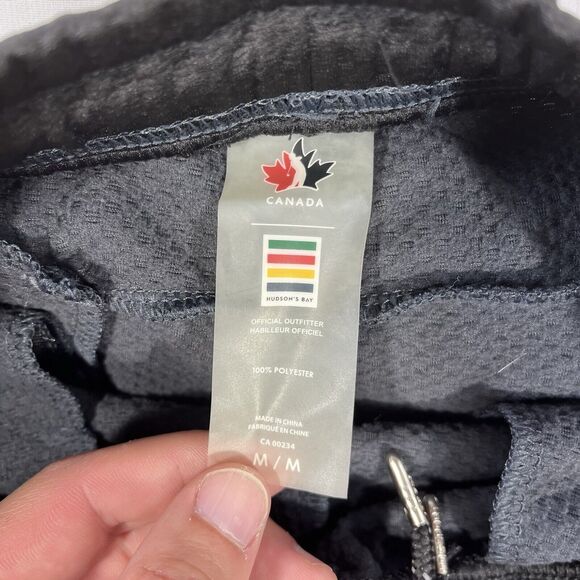 CANADA
HUDSON'S BAY
OFFICIAL OUTFITTER
HABILLEUR OFFICIEL
100% POLYESTER
MADE IN CHINA
FABRIQUÉ EN CHINE
CA 00234
M / M